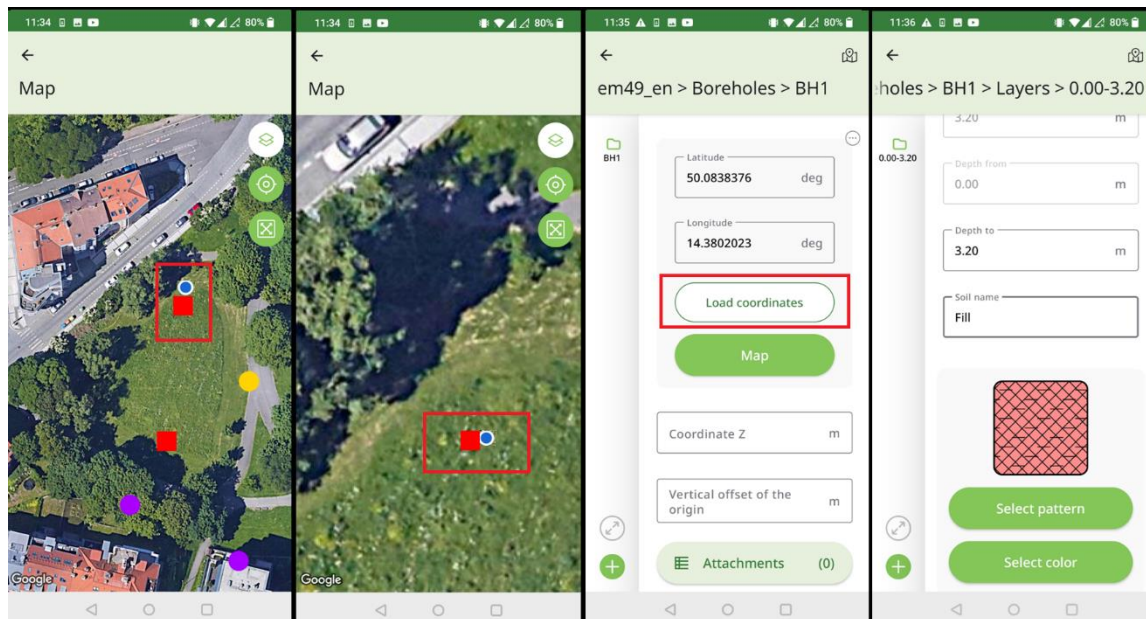 11:34 80%
Map
Google
11:34 80%
Map
Google
11:35 80%
em49_en > Boreholes > BH1
BH1
Latitude
50.0838376 deg
Longitude
14.3802023 deg
Load coordinates
Map
Coordinate Z m
Vertical offset of the
origin m
Attachments (0)
11:36 80%
holes > BH1 > Layers > 0.00-3.20
0.00-3.20
3.20 m
Depth from
0.00 m
Depth to
3.20 m
Soil name
Fill
Select pattern
Select color